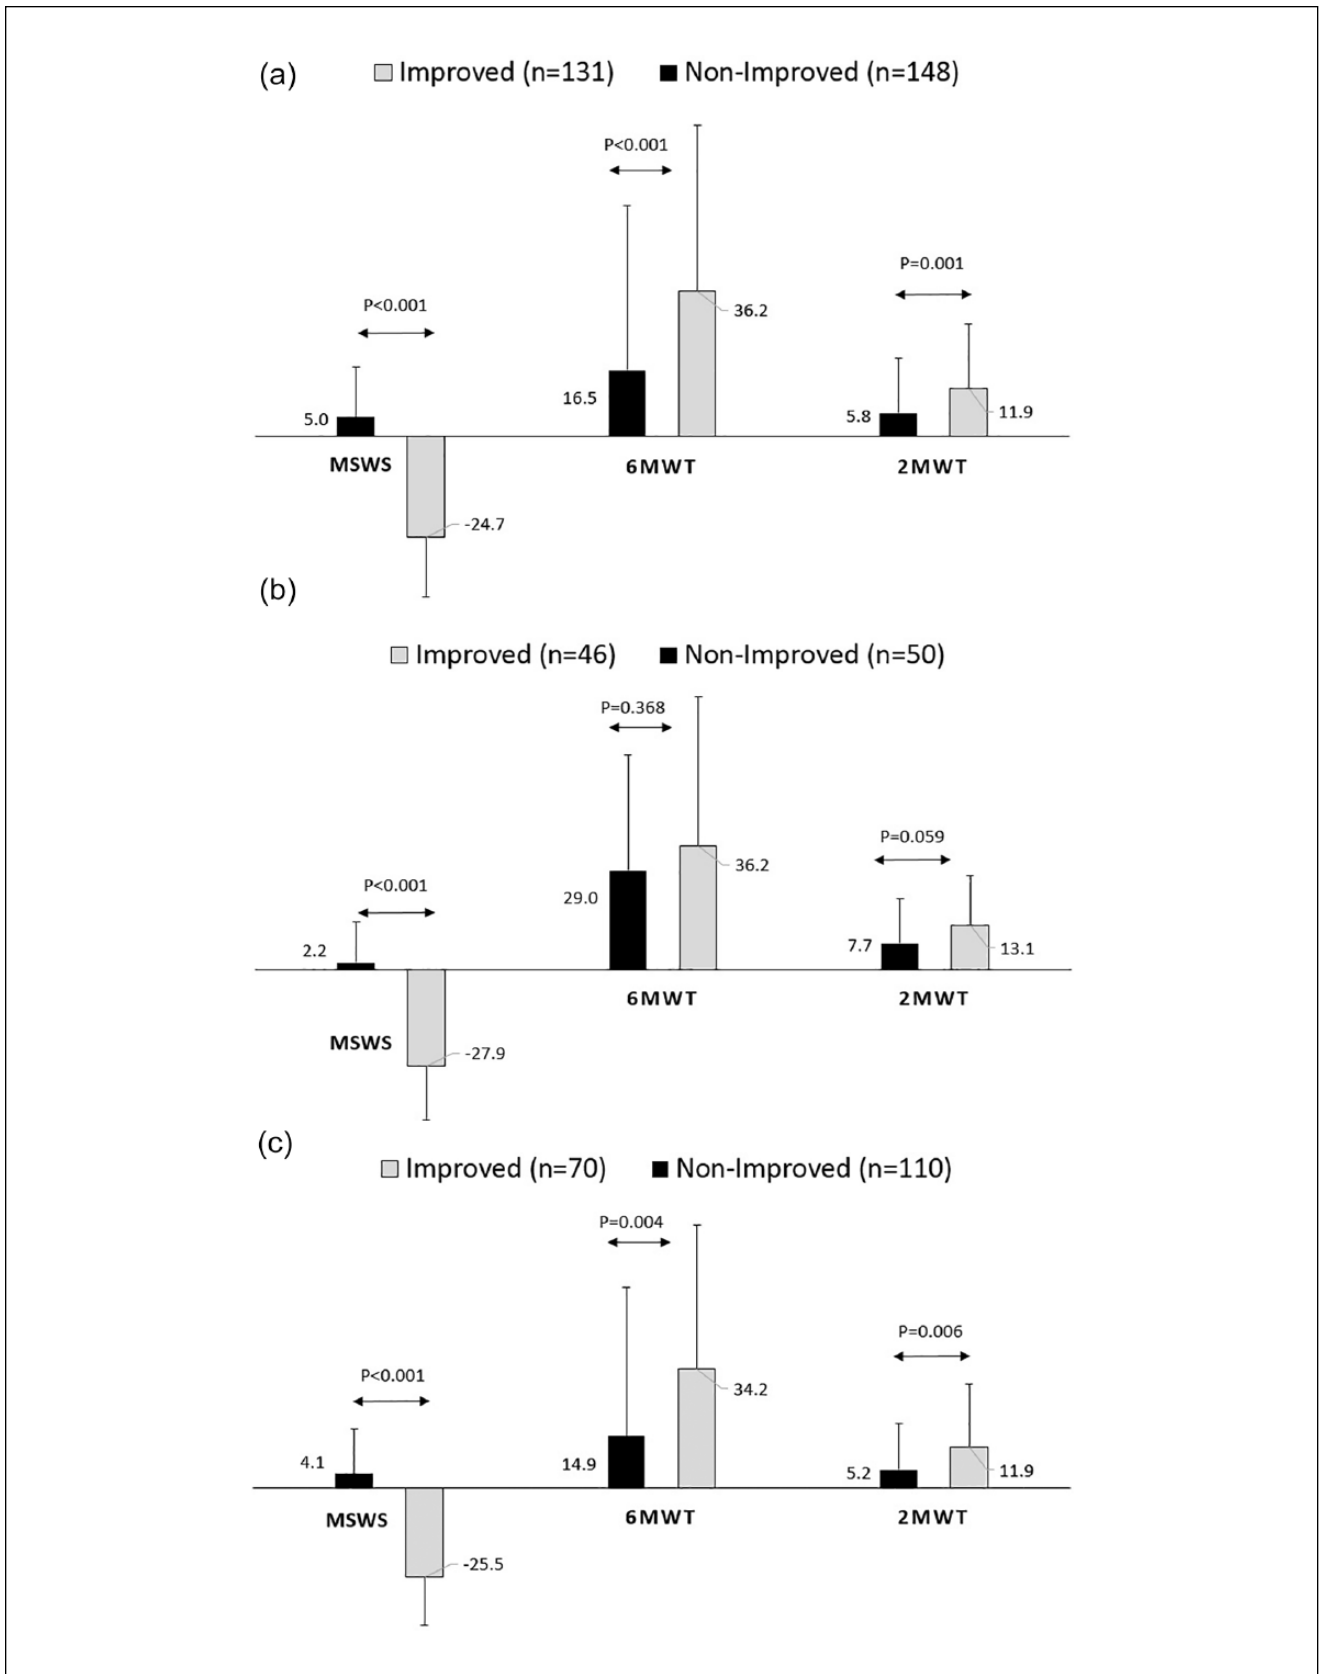 (a)
Improved (n=131) Non-Improved (n=148)
P<0.001
P=0.001
P<0.001
36.2
16.5
5.0
5.8
11.9
MSWS
6MWT
2MWT
-24.7
(b)
Improved (n=46) Non-Improved (n=50)
P=0.368
P=0.059
P<0.001
36.2
29.0
2.2
7.7
13.1
6MWT
2MWT
MSWS
-27.9
(c)
Improved (n=70) Non-Improved (n=110)
P=0.004
P=0.006
P<0.001
34.2
4.1
14.9
5.2
11.9
MSWS
6MWT
2MWT
-25.5